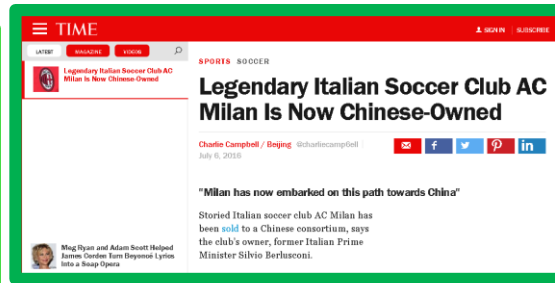 TIME
SIGN IN SUBSCRIBE
LATEST MAGAZINE VIDEOS
Legendary Italian Soccer Club AC
Milan Is Now Chinese-Owned
SPORTS SOCCER
Legendary Italian Soccer Club AC
Milan Is Now Chinese-Owned
Charlie Campbell / Beijing @charliecamp6ell
July 6, 2016
"Milan has now embarked on this path towards China"
Storied Italian soccer club AC Milan has
been sold to a Chinese consortium, says
the club's owner, former Italian Prime
Minister Silvio Berlusconi.
Meg Ryan and Adam Scott Helped
James Corden Turn Beyoncé Lyrics
Into a Soap Opera